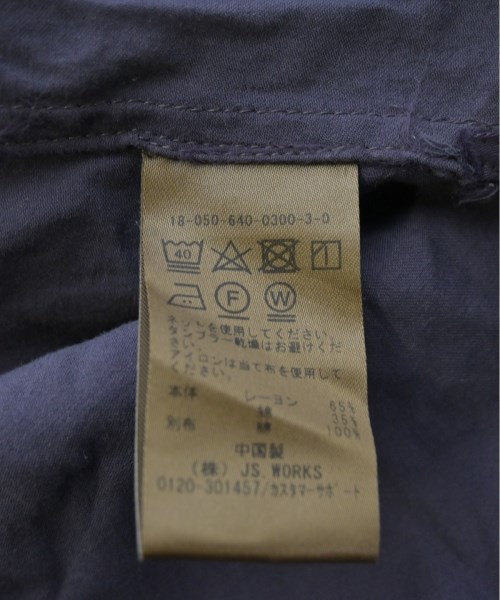 18-050-640-0300-3-0
40
F W
ネットを使用してください。
タンブラー乾燥はお避けくだ
さい。
アイロンは当て布を使用して
ください。
本体 レーヨン 65%
綿 35%
別布 綿 100%
中国製
(株) JS.WORKS
0120-301457/カスタマーサポート